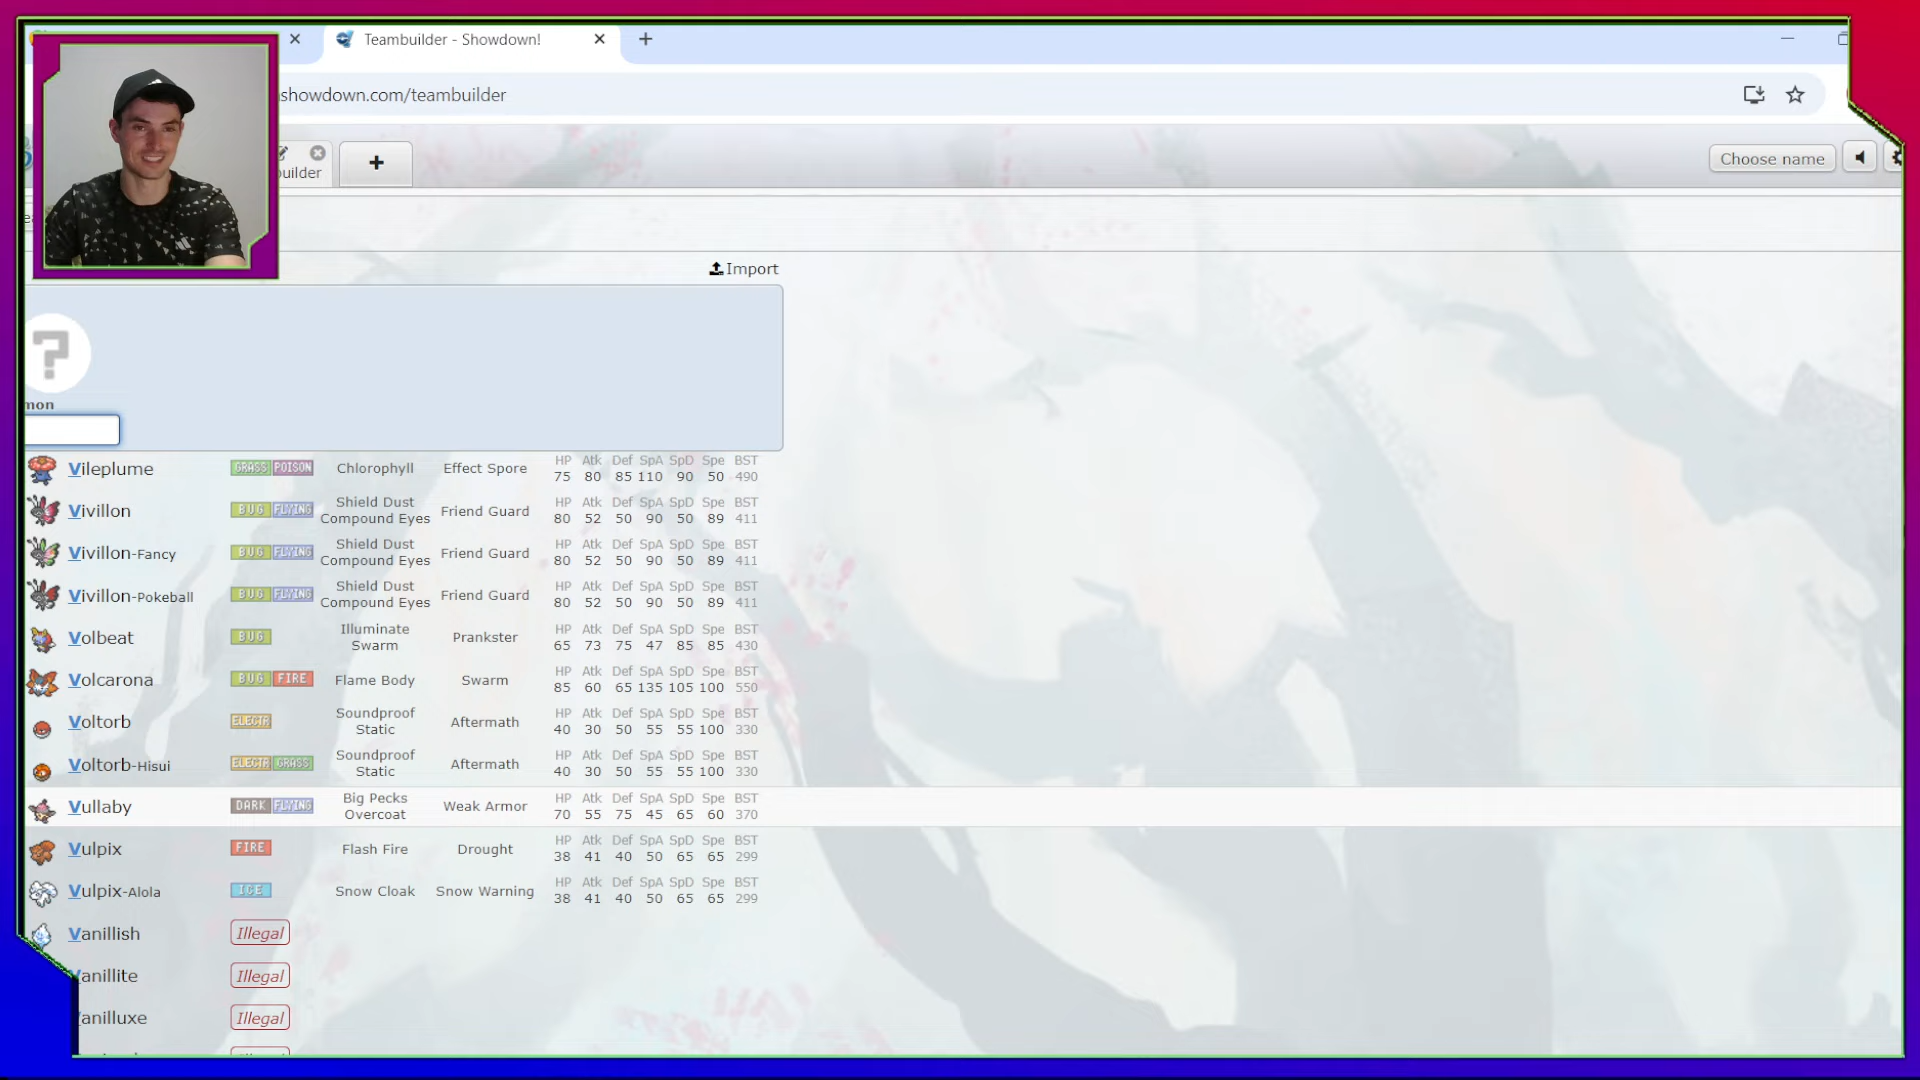 Teambuilder - Showdown!
showdown.com/teambuilder
builder
Choose name
Import
mon
Vileplume GRASS POISON Chlorophyll Effect Spore HP 75 Atk 80 Def 85 SpA 110 SpD 90 Spe 50 BST 490
Vivillon BUG FLYING Shield Dust Compound Eyes Friend Guard HP 80 Atk 52 Def 50 SpA 90 SpD 50 Spe 89 BST 411
Vivillon-Fancy BUG FLYING Shield Dust Compound Eyes Friend Guard HP 80 Atk 52 Def 50 SpA 90 SpD 50 Spe 89 BST 411
Vivillon-Pokeball BUG FLYING Shield Dust Compound Eyes Friend Guard HP 80 Atk 52 Def 50 SpA 90 SpD 50 Spe 89 BST 411
Volbeat BUG Illuminate Swarm Prankster HP 65 Atk 73 Def 75 SpA 47 SpD 85 Spe 85 BST 430
Volcarona BUG FIRE Flame Body Swarm HP 85 Atk 60 Def 65 SpA 135 SpD 105 Spe 100 BST 550
Voltorb ELECTR Soundproof Static Aftermath HP 40 Atk 30 Def 50 SpA 55 SpD 55 Spe 100 BST 330
Voltorb-Hisui ELECTR GRASS Soundproof Static Aftermath HP 40 Atk 30 Def 50 SpA 55 SpD 55 Spe 100 BST 330
Vullaby DARK FLYING Big Pecks Overcoat Weak Armor HP 70 Atk 55 Def 75 SpA 45 SpD 65 Spe 60 BST 370
Vulpix FIRE Flash Fire Drought HP 38 Atk 41 Def 40 SpA 50 SpD 65 Spe 65 BST 299
Vulpix-Alola ICE Snow Cloak Snow Warning HP 38 Atk 41 Def 40 SpA 50 SpD 65 Spe 65 BST 299
Vanillish Illegal
Vanillite Illegal
Vanilluxe Illegal